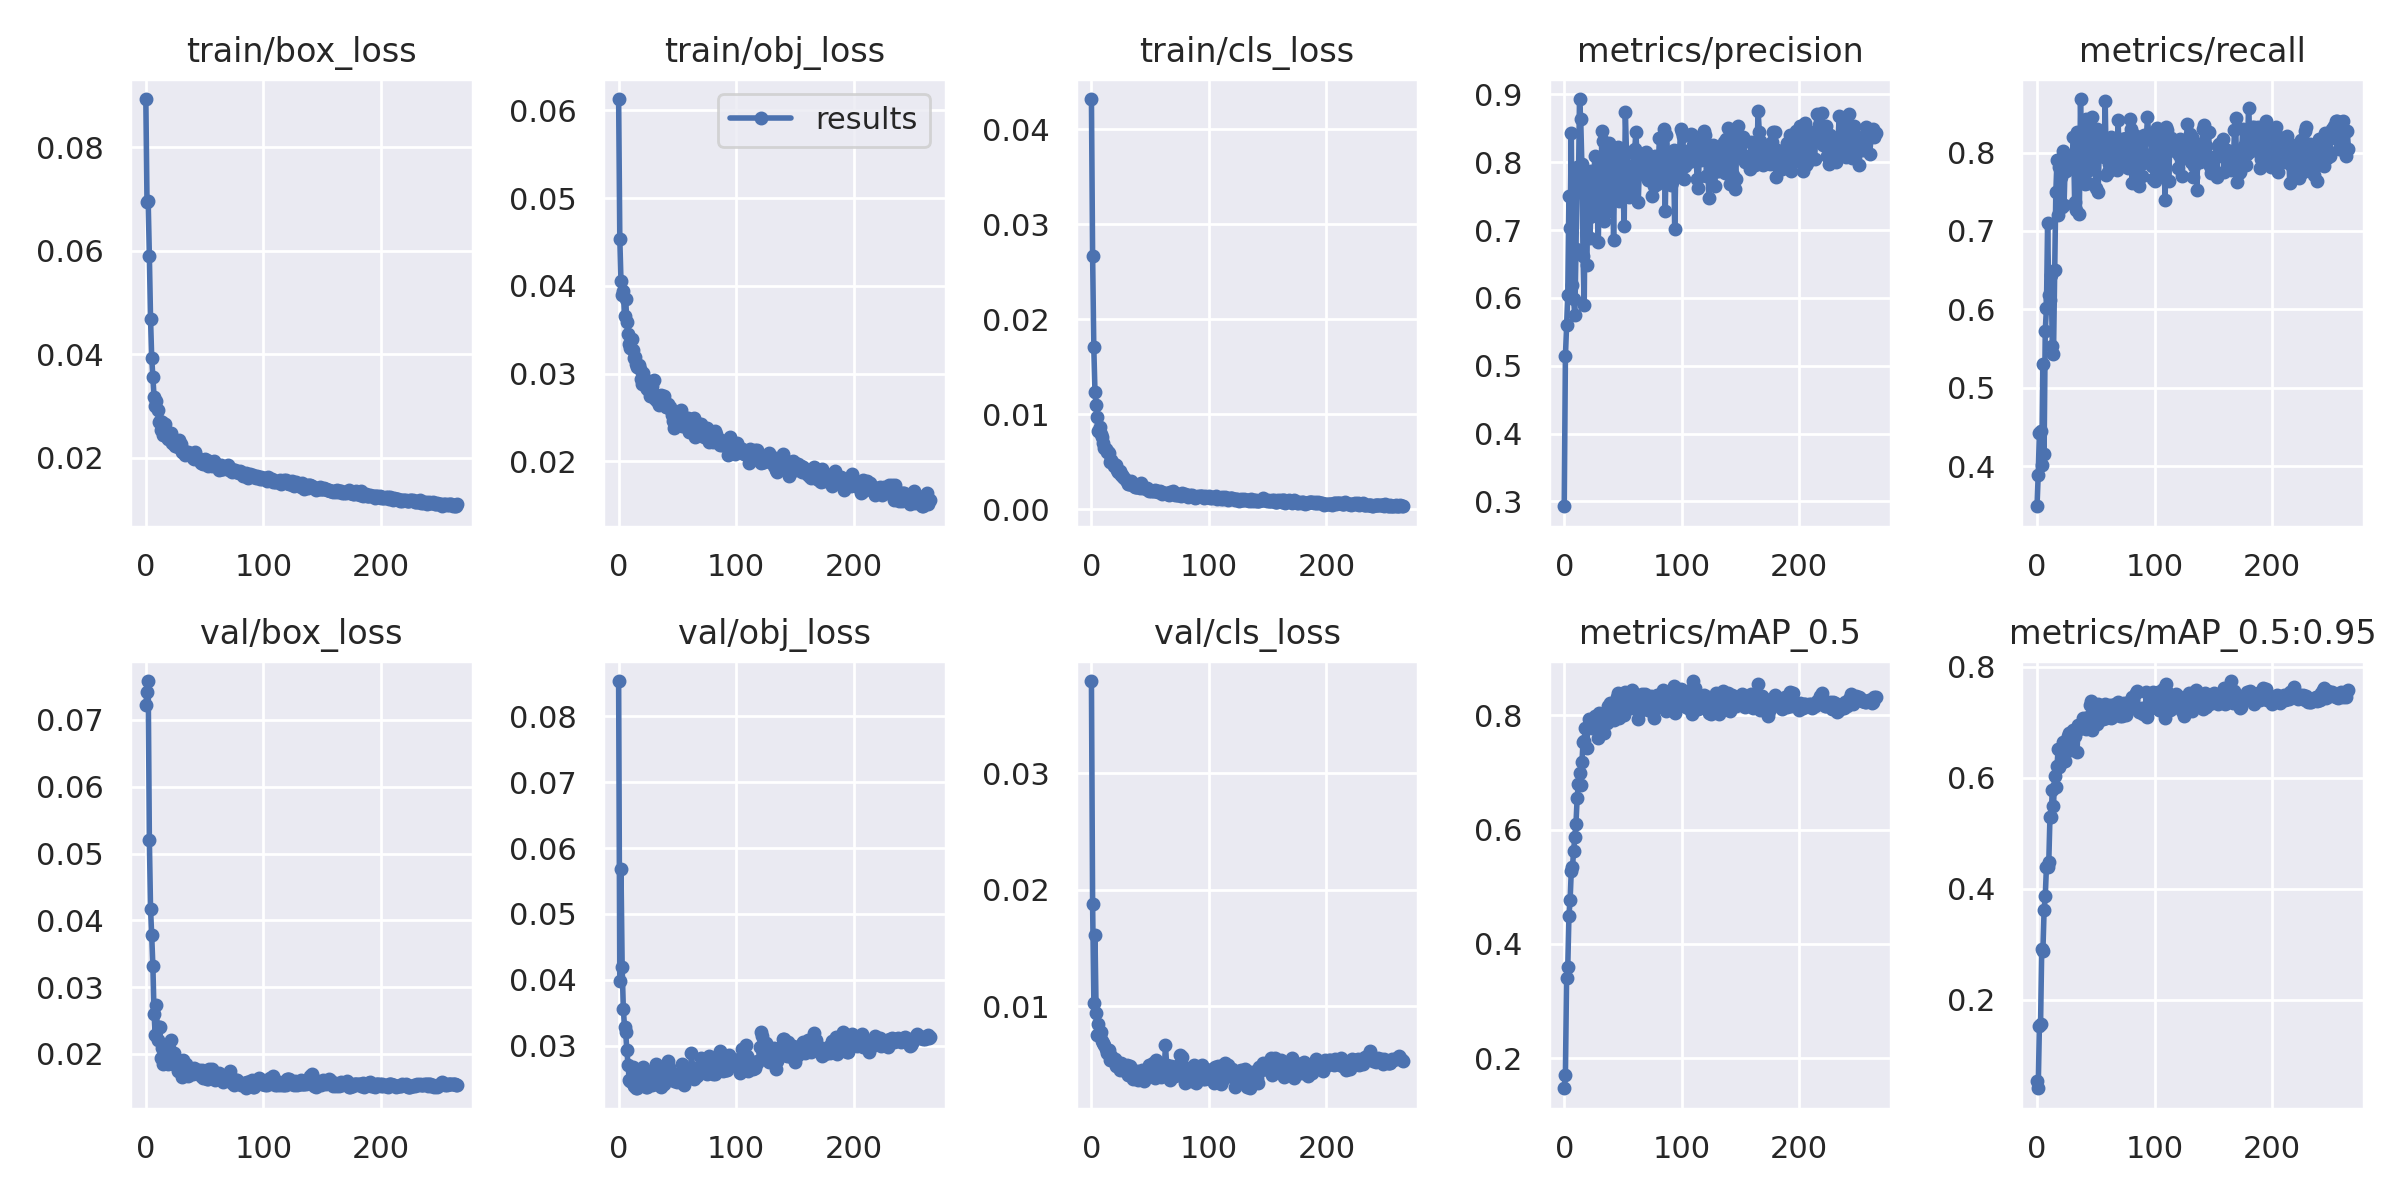 train/box_loss
train/obj_loss
train/cls_loss
metrics/precision
metrics/recall
0.08
0.06
0.04
0.02
0 100 200
results
0.06
0.05
0.04
0.03
0.02
0 100 200
0.04
0.03
0.02
0.01
0.00
0 100 200
0.9
0.8
0.7
0.6
0.5
0.4
0.3
0 100 200
0.8
0.7
0.6
0.5
0.4
0 100 200
val/box_loss
val/obj_loss
val/cls_loss
metrics/mAP_0.5
metrics/mAP_0.5:0.95
0.07
0.06
0.05
0.04
0.03
0.02
0 100 200
0.08
0.07
0.06
0.05
0.04
0.03
0 100 200
0.03
0.02
0.01
0 100 200
0.8
0.6
0.4
0.2
0 100 200
0.8
0.6
0.4
0.2
0 100 200